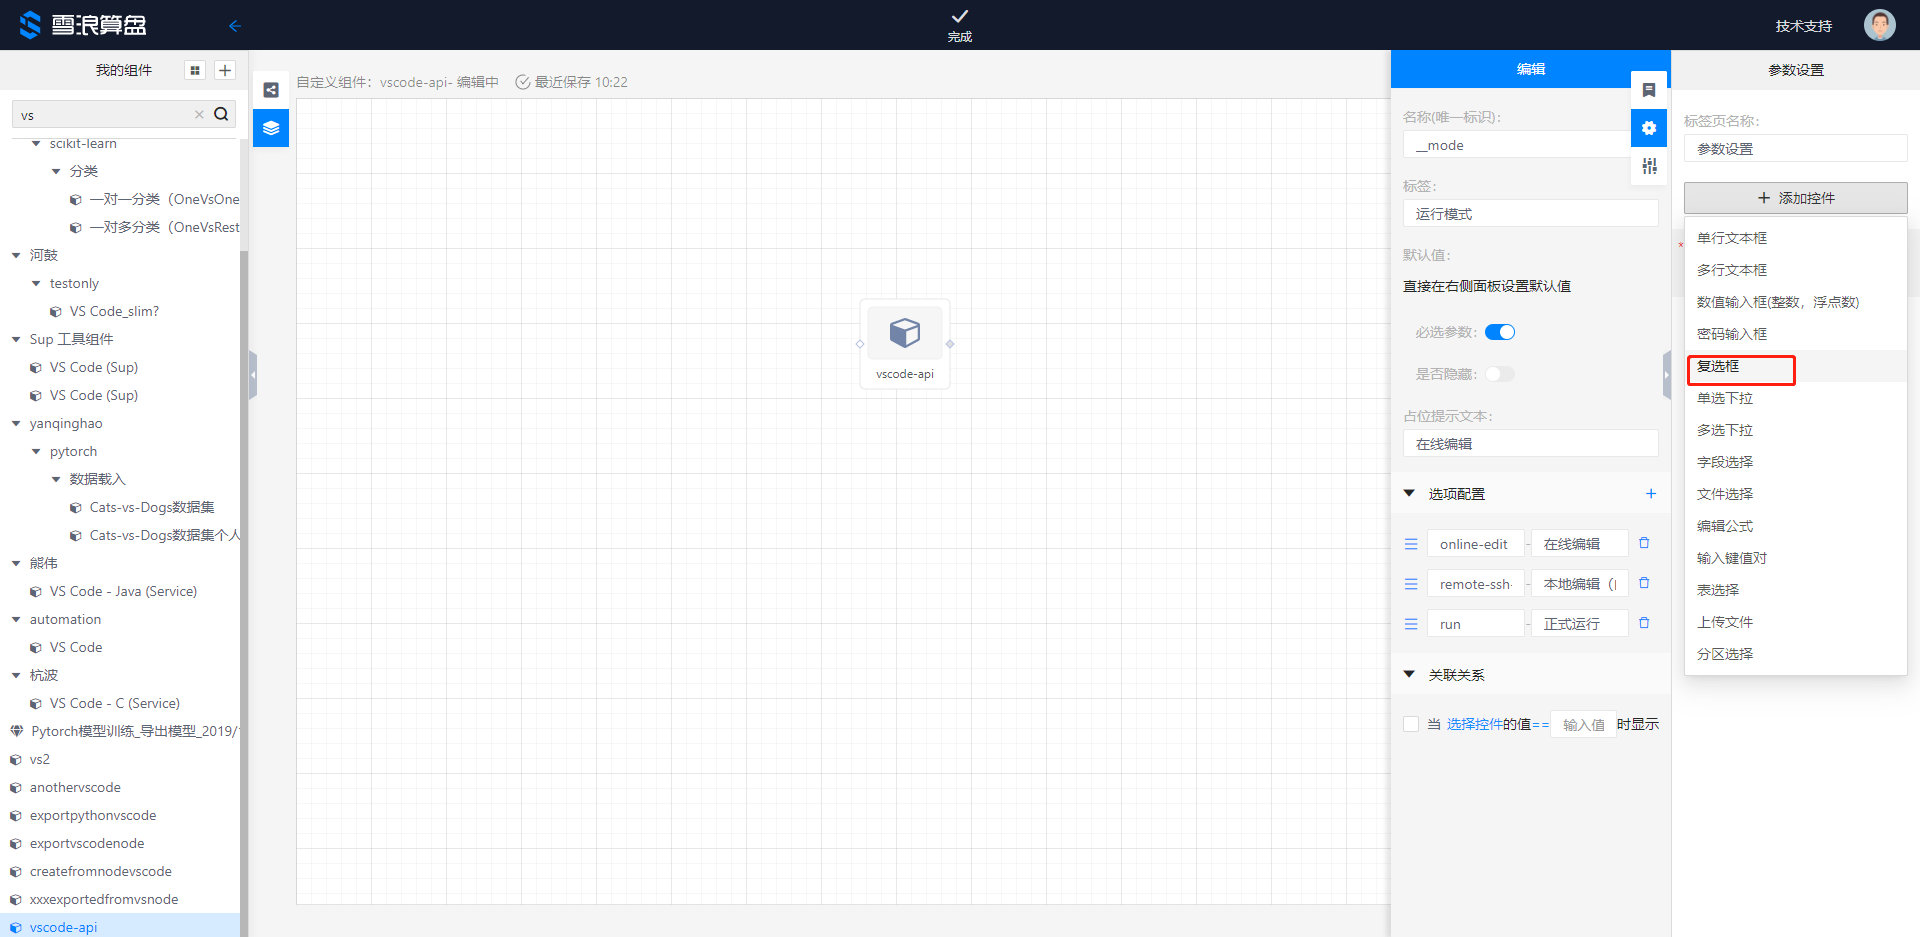 雪浪算盘
完成
技术支持
我的组件
vs
scikit-learn
分类
一对一分类（OneVsOne
一对多分类（OneVsRest
河鼓
testonly
VS Code_slim?
Sup 工具组件
VS Code (Sup)
VS Code (Sup)
yanqinghao
pytorch
数据载入
Cats-vs-Dogs数据集
Cats-vs-Dogs数据集个人
熊伟
VS Code - Java (Service)
automation
VS Code
杭波
VS Code - C (Service)
Pytorch模型训练_导出模型_2019/
vs2
anothervscode
exportpythonvscode
exportvscodenode
createfromnodevscode
xxxexportedfromvsnode
vscode-api
自定义组件：vscode-api- 编辑中 最近保存 10:22
vscode-api
编辑
名称(唯一标识)：
__mode
标签：
运行模式
默认值：
直接在右侧面板设置默认值
必选参数：
是否隐藏：
占位提示文本：
在线编辑
选项配置 +
online-edit - 在线编辑
remote-ssh- - 本地编辑（
run - 正式运行
关联关系
当 选择控件的值== 输入值 时显示
参数设置
标签页名称：
参数设置
+ 添加控件
*
单行文本框
多行文本框
数值输入框(整数，浮点数)
密码输入框
复选框
单选下拉
多选下拉
字段选择
文件选择
编辑公式
输入键值对
表选择
上传文件
分区选择